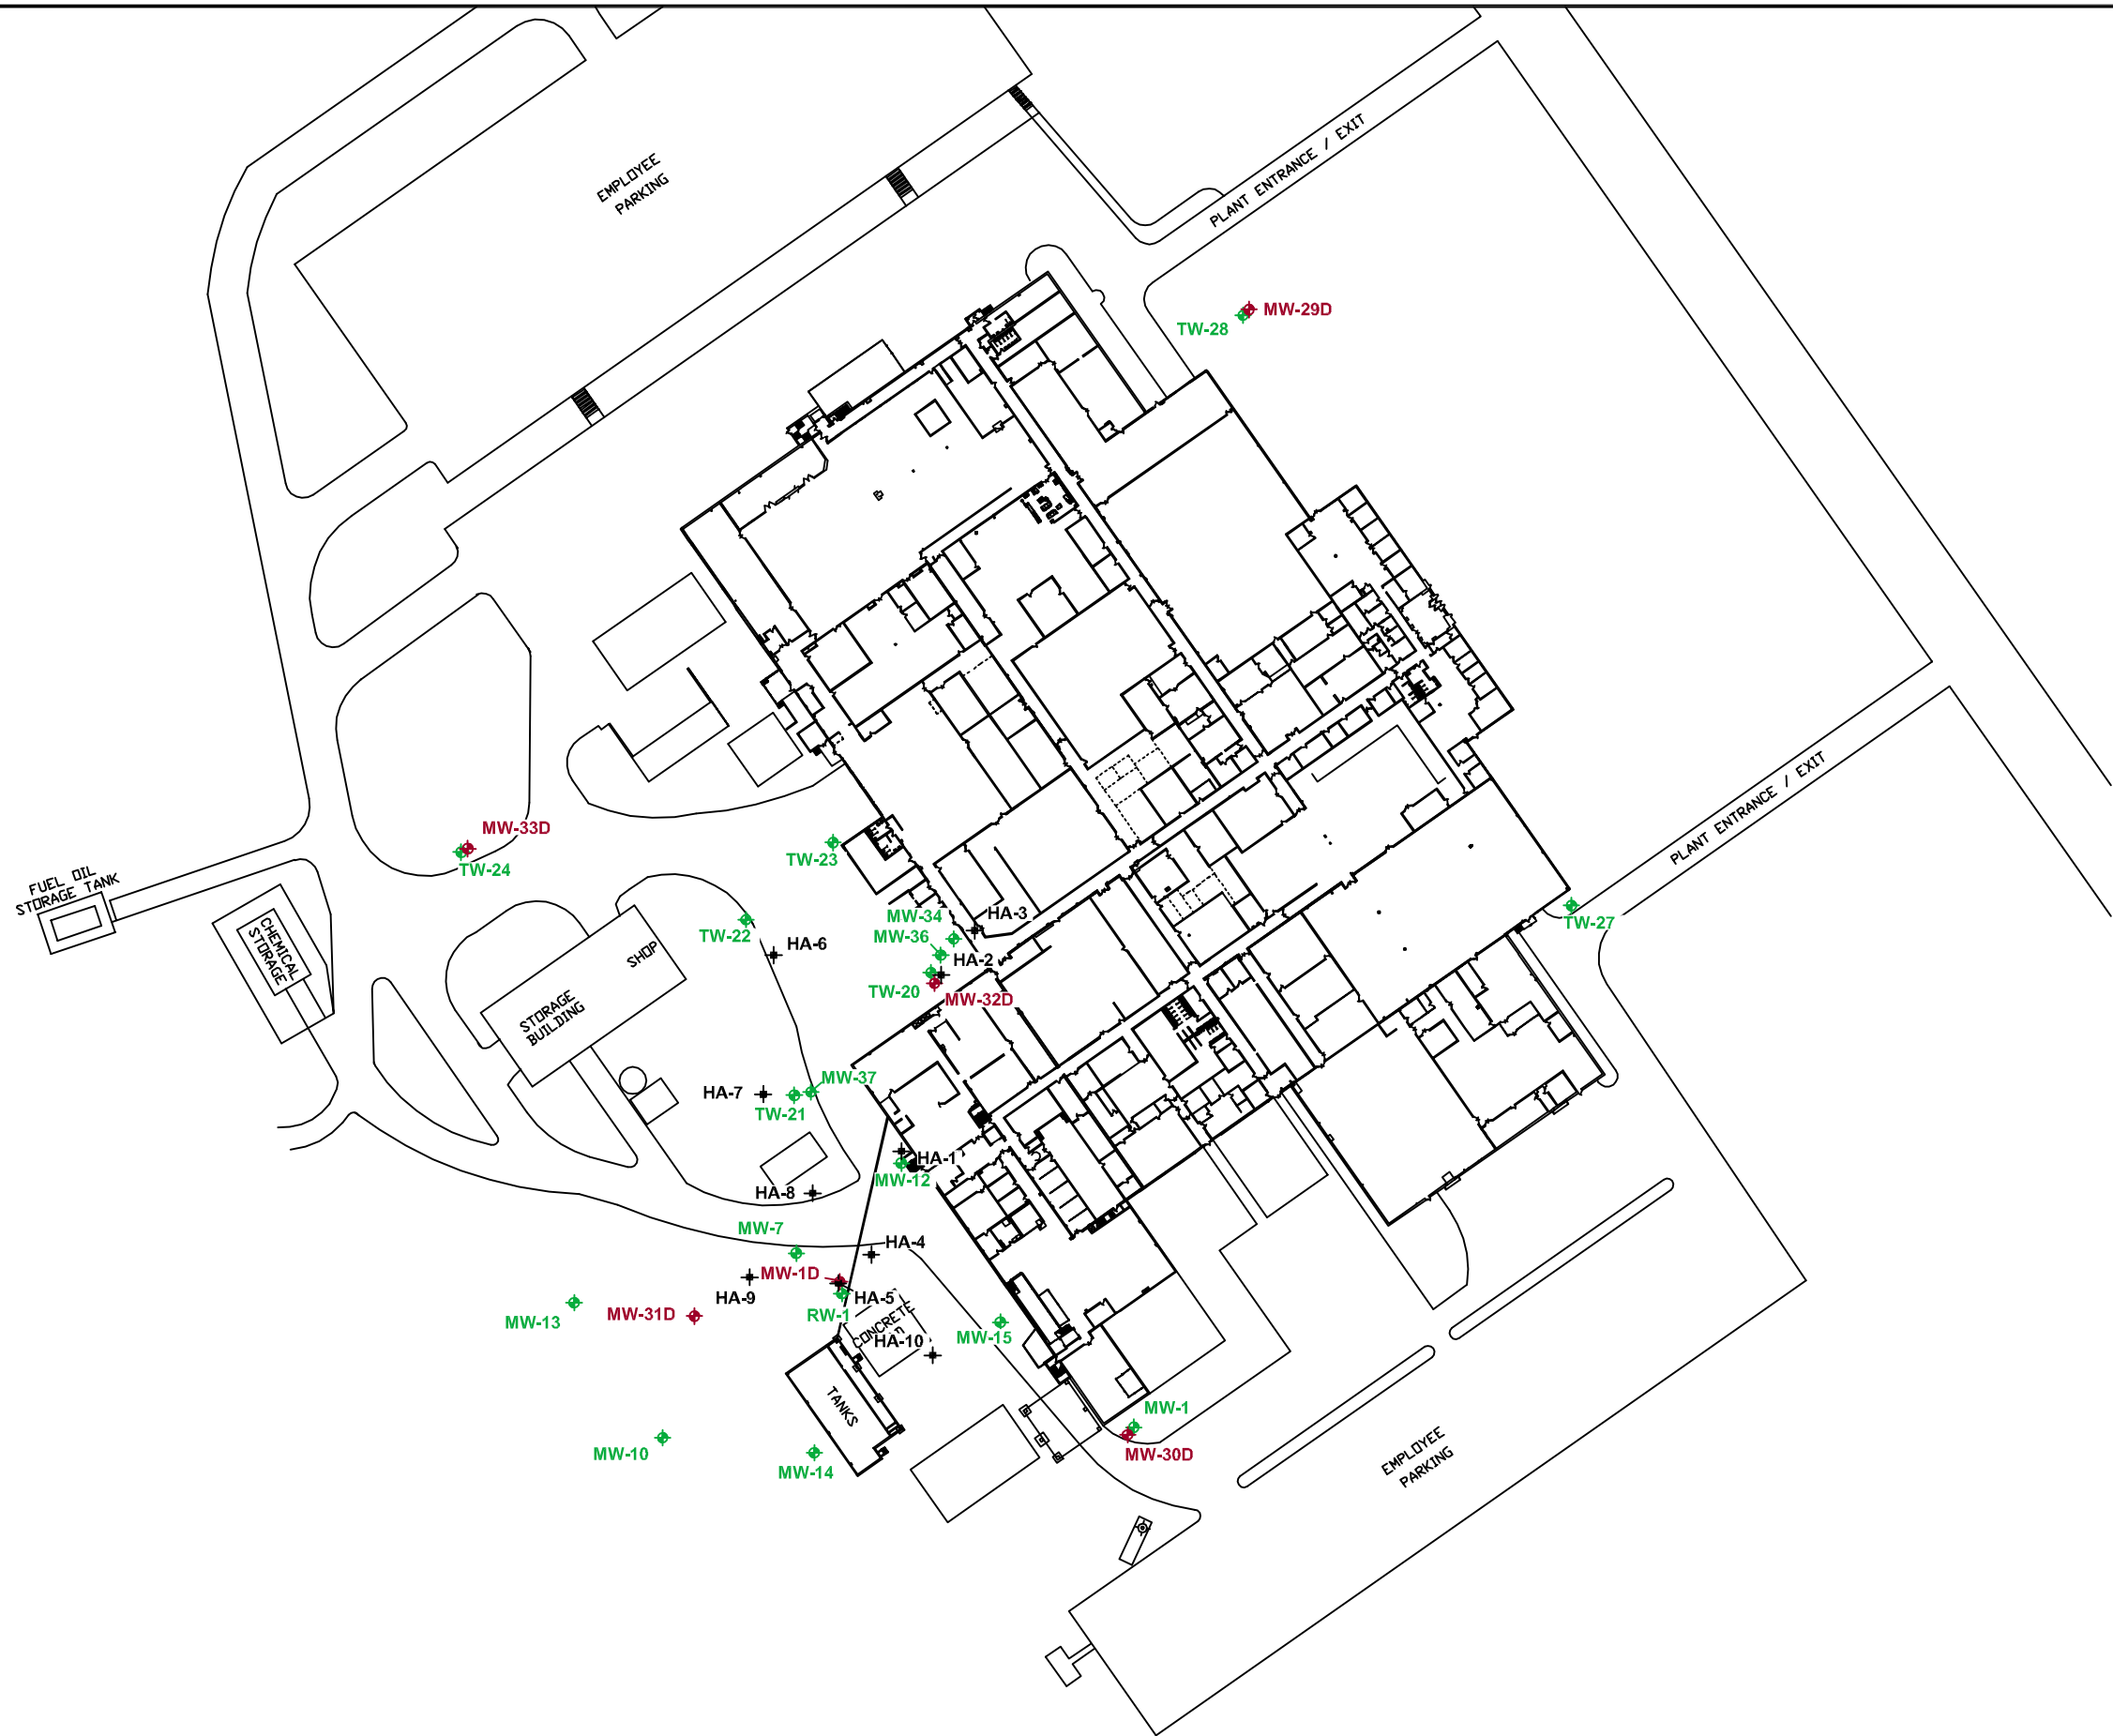 EMPLOYEE
PARKING
PLANT ENTRANCE / EXIT
MW-29D
TW-28
MW-33D
TW-24
TW-23
FUEL OIL
STORAGE TANK
CHEMICAL
STORAGE
PLANT ENTRANCE / EXIT
TW-27
MW-34
HA-3
MW-36
TW-22
HA-6
HA-2
TW-20
MW-32D
SHOP
STORAGE
BUILDING
MW-37
HA-7
TW-21
HA-1
MW-12
HA-8
MW-7
HA-4
MW-1D
HA-9
HA-5
MW-13
MW-31D
RW-1
CONCRETE
HA-10
MW-15
TANKS
MW-1
MW-10
MW-14
MW-30D
EMPLOYEE
PARKING